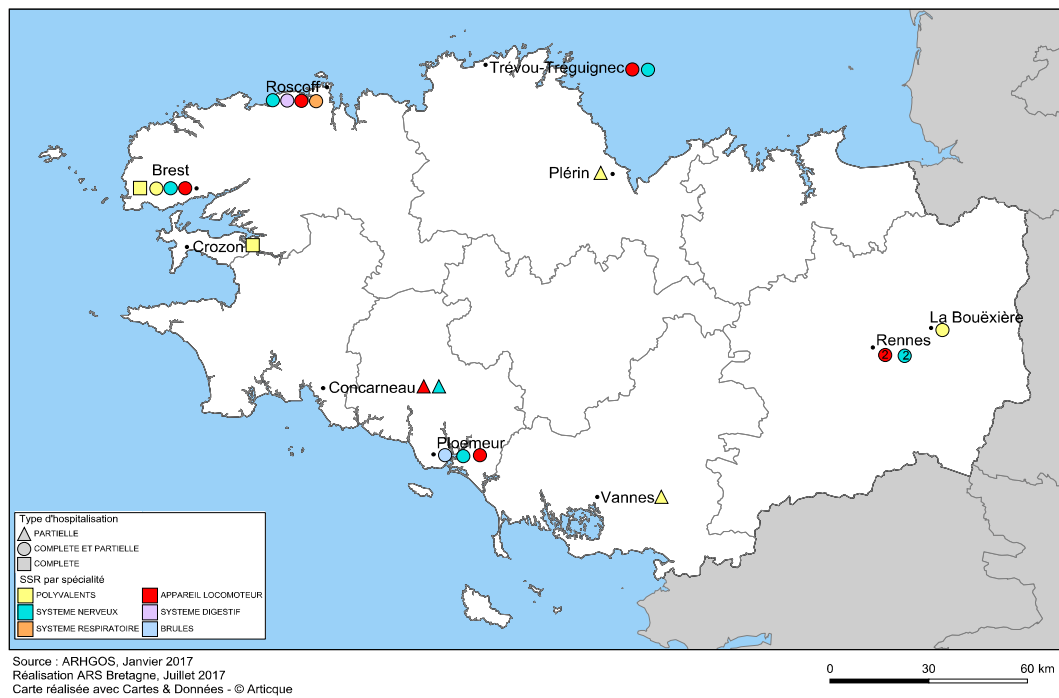 Trévou-Tréguignec
Roscoff
Brest
Plérin
Crozon
La Bouëxière
Rennes
2 2
Concarneau
Ploemeur
Vannes
Type d'hospitalisation
PARTIELLE
COMPLETE ET PARTIELLE
COMPLETE
SSR par spécialité
POLYVALENTS APPAREIL LOCOMOTEUR
SYSTEME NERVEUX SYSTEME DIGESTIF
SYSTEME RESPIRATOIRE BRULES
Source : ARHGOS, Janvier 2017
Réalisation ARS Bretagne, Juillet 2017
Carte réalisée avec Cartes & Données - © Articque
0 30 60 km